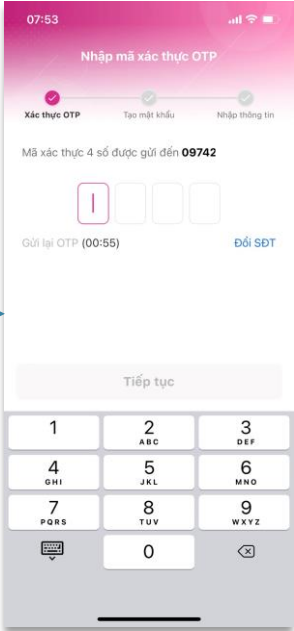 07:53
Nhập mã xác thực OTP
Xác thực OTP Tạo mật khẩu Nhập thông tin
Mã xác thực 4 số được gửi đến 09742
Gửi lại OTP (00:55) Đổi SĐT
Tiếp tục
1 2 3
ABC DEF
4 5 6
GHI JKL MNO
7 8 9
PQRS TUV WXYZ
0